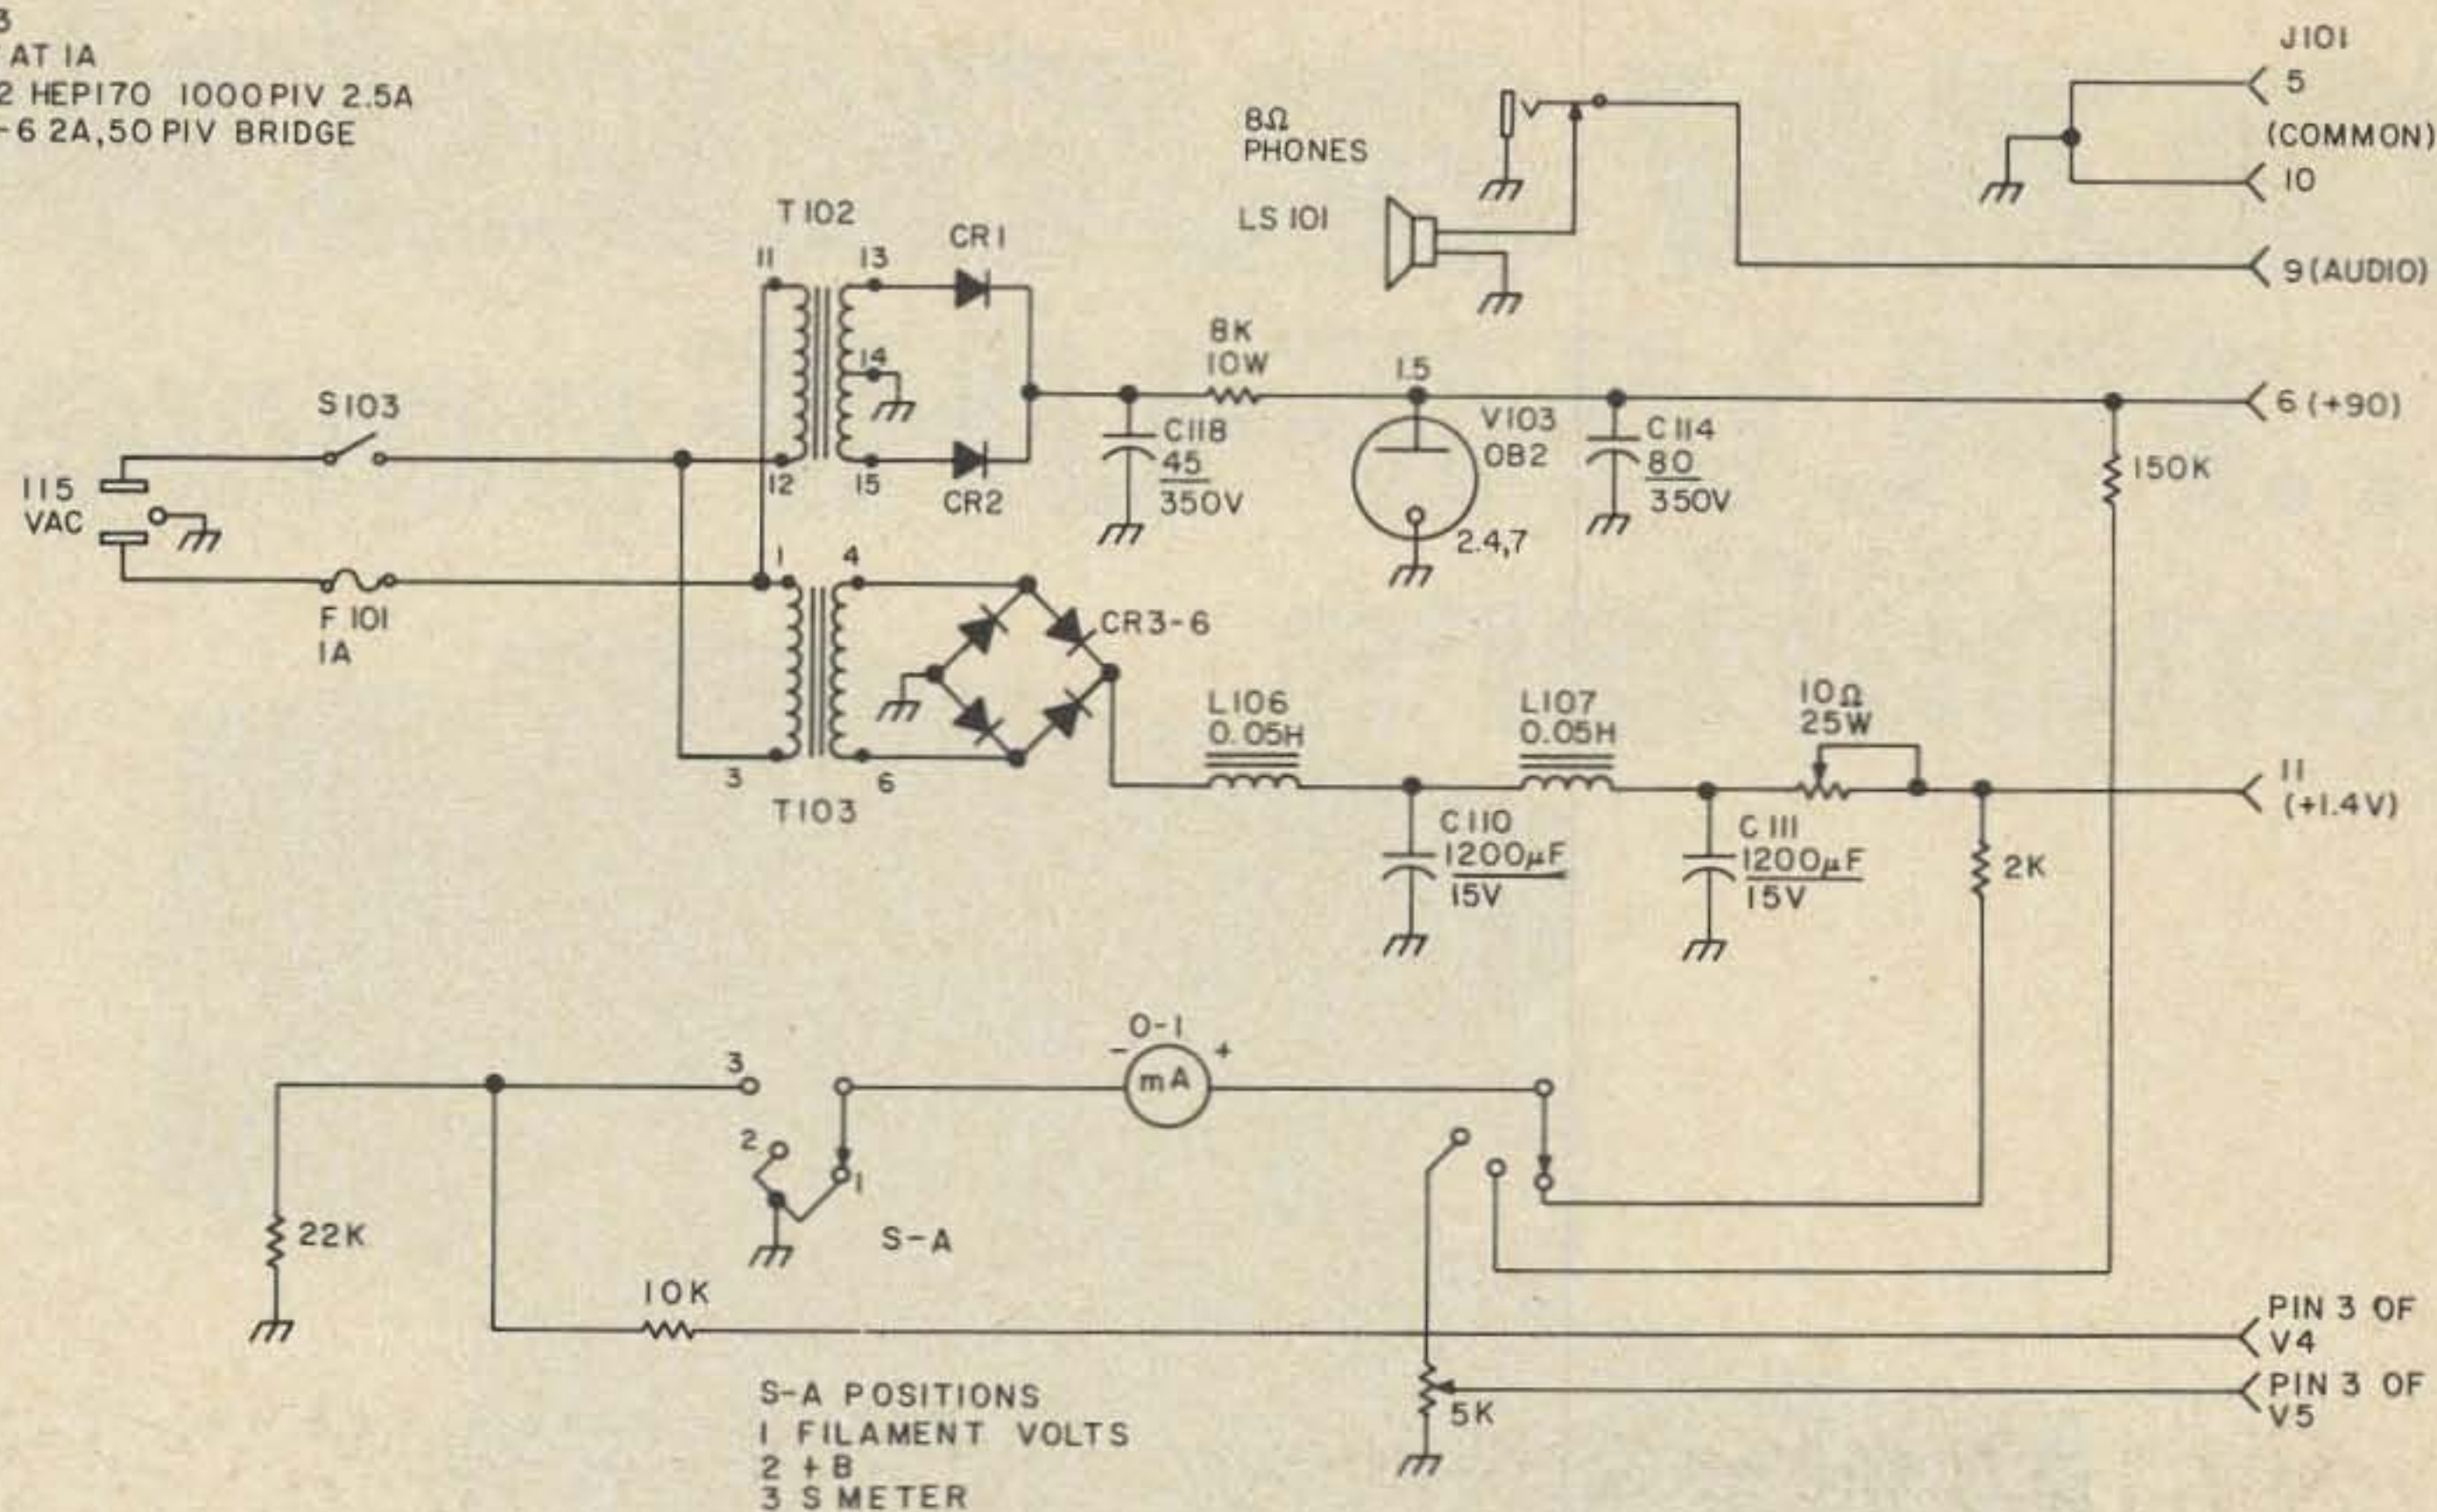 3
AT 1A
2 HEP170 1000PIV 2.5A
-6 2A,50 PIV BRIDGE
8Ω
PHONES
LS 101
J101
5
(COMMON)
10
9 (AUDIO)
T102
11
13
CR1
14
12
15
CR2
S103
115
VAC
F 101
1A
8K
10W
1.5
C118
45
350V
V103
OB2
2.4,7
C114
80
350V
6 (+90)
150K
1
4
3
6
T103
CR3-6
L106
0.05H
L107
0.05H
10Ω
25W
C110
1200µF
15V
C111
1200µF
15V
11
(+1.4V)
2K
0-1
- +
mA
3
2
1
S-A
22K
10K
5K
PIN 3 OF
V4
PIN 3 OF
V5
S-A POSITIONS
1 FILAMENT VOLTS
2 +B
3 S METER